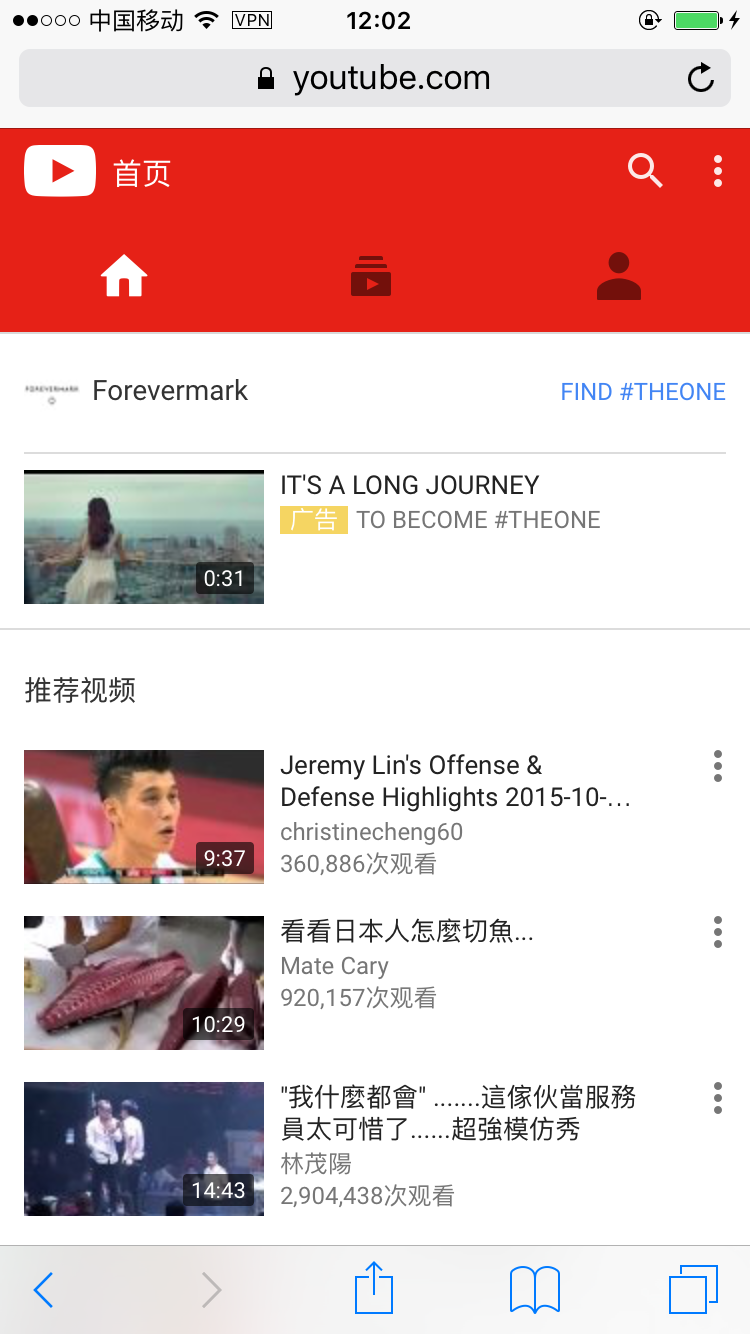 中国移动 VPN 12:02
youtube.com
首页
FOREVERMARK
Forevermark
FIND #THEONE
IT'S A LONG JOURNEY
广告 TO BECOME #THEONE
0:31
推荐视频
Jeremy Lin's Offense &
Defense Highlights 2015-10-…
christinecheng60
360,886次观看
9:37
看看日本人怎麼切魚...
Mate Cary
920,157次观看
10:29
"我什麼都會" .......這傢伙當服務
員太可惜了......超強模仿秀
林茂陽
2,904,438次观看
14:43